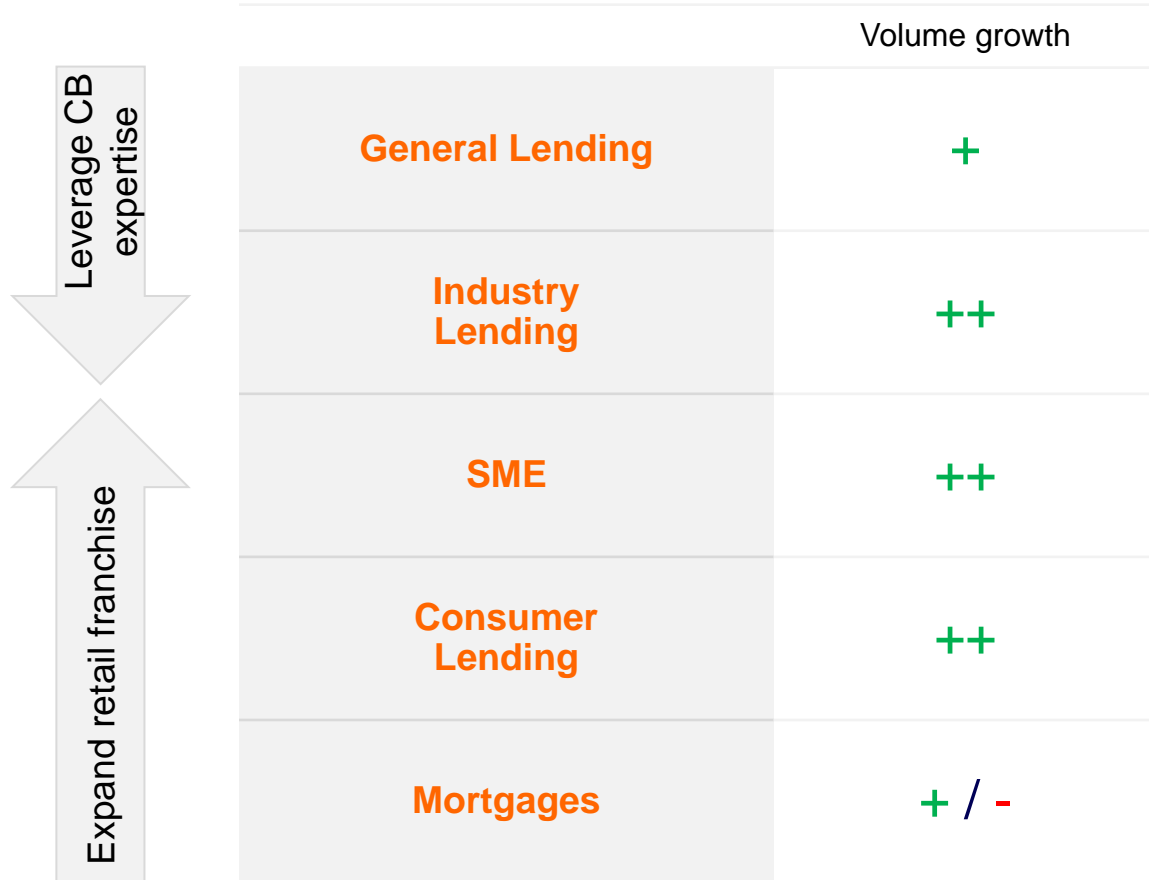 Volume growth
Leverage CB
expertise
General Lending
+
Industry
Lending
++
SME
++
Expand retail franchise
Consumer
Lending
++
Mortgages
+ / -